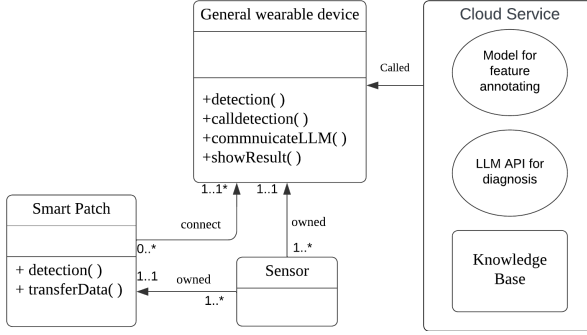 General wearable device
+detection( )
+calldetection( )
+commnuicateLLM( )
+showResult( )
Called
Cloud Service
Model for
feature
annotating
LLM API for
diagnosis
Knowledge
Base
1..1*
1..1
connect
owned
0..*
1..*
Smart Patch
+ detection( )
+ transferData( )
1..1
owned
1..*
Sensor